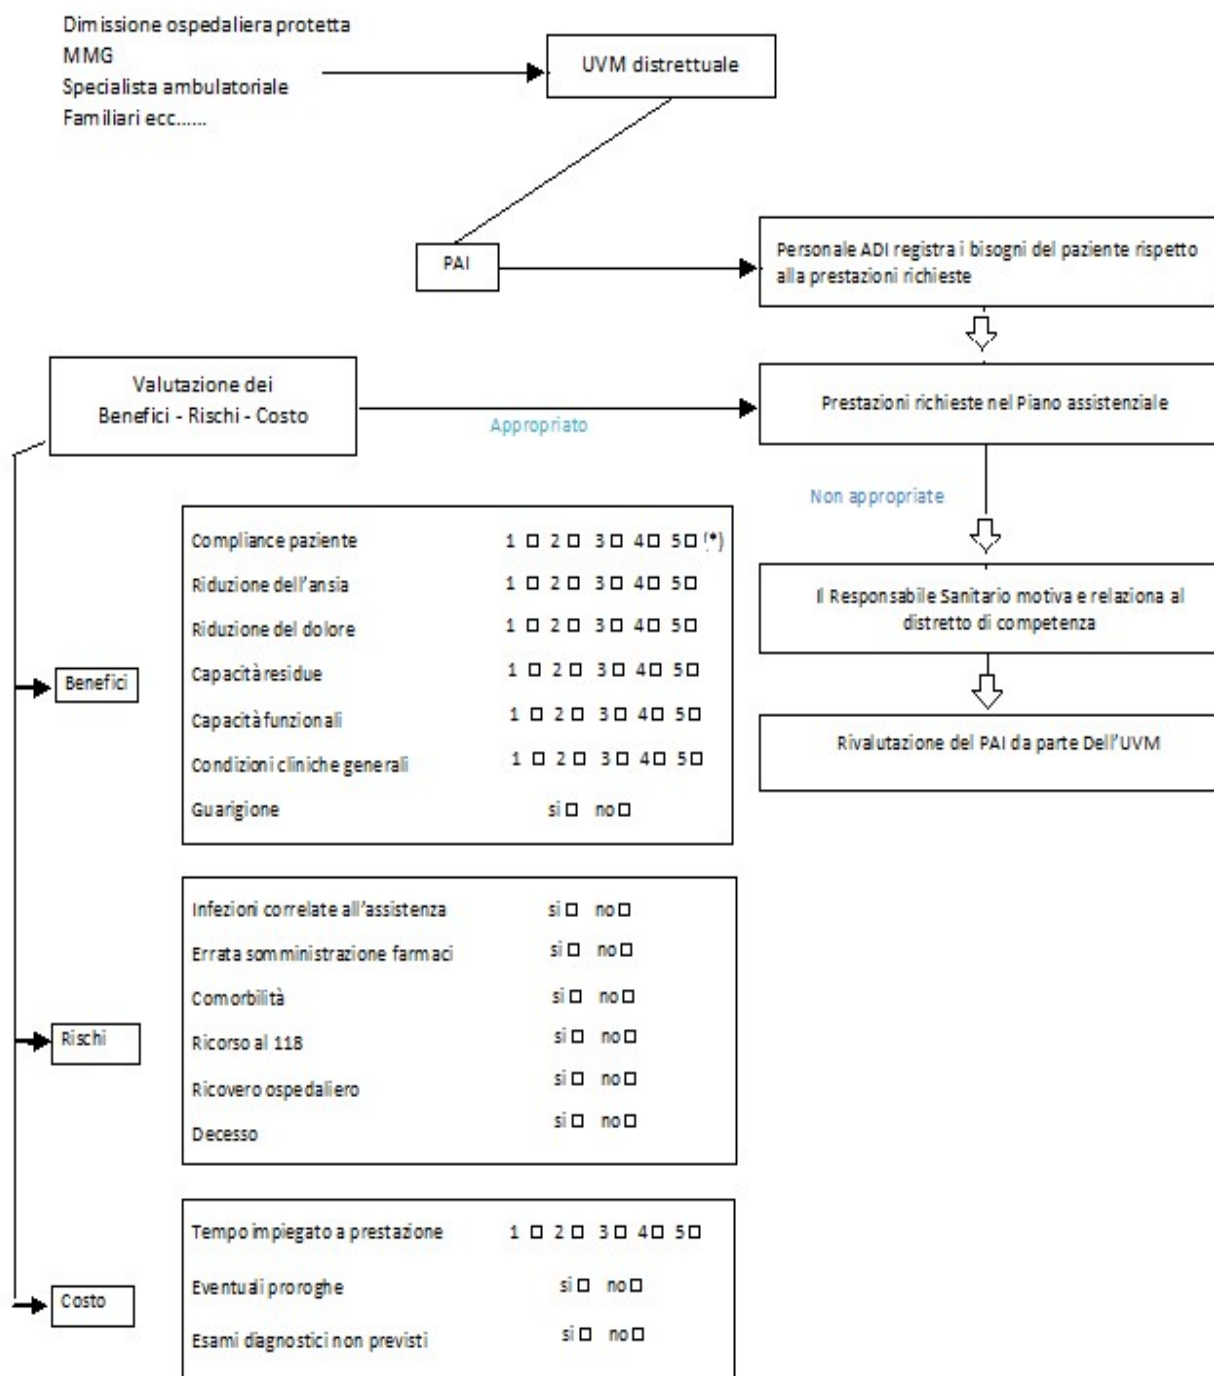 Dimissione ospedaliera protetta
MMG
Specialista ambulatoriale
Familiari ecc......
UVM distrettuale
PAI
Personale ADI registra i bisogni del paziente rispetto
alla prestazioni richieste
Valutazione dei
Benefici - Rischi - Costo
Appropriato
Prestazioni richieste nel Piano assistenziale
Non appropriate
Il Responsabile Sanitario motiva e relaziona al
distretto di competenza
Rivalutazione del PAI da parte Dell'UVM
Benefici
Compliance paziente 1 □ 2 □ 3 □ 4 □ 5 □ (*)
Riduzione dell'ansia 1 □ 2 □ 3 □ 4 □ 5 □
Riduzione del dolore 1 □ 2 □ 3 □ 4 □ 5 □
Capacità residue 1 □ 2 □ 3 □ 4 □ 5 □
Capacità funzionali 1 □ 2 □ 3 □ 4 □ 5 □
Condizioni cliniche generali 1 □ 2 □ 3 □ 4 □ 5 □
Guarigione si □ no □
Rischi
Infezioni correlate all'assistenza si □ no □
Errata somministrazione farmaci si □ no □
Comorbilità si □ no □
Ricorso al 118 si □ no □
Ricovero ospedaliero si □ no □
Decesso si □ no □
Costo
Tempo impiegato a prestazione 1 □ 2 □ 3 □ 4 □ 5 □
Eventuali proroghe si □ no □
Esami diagnostici non previsti si □ no □